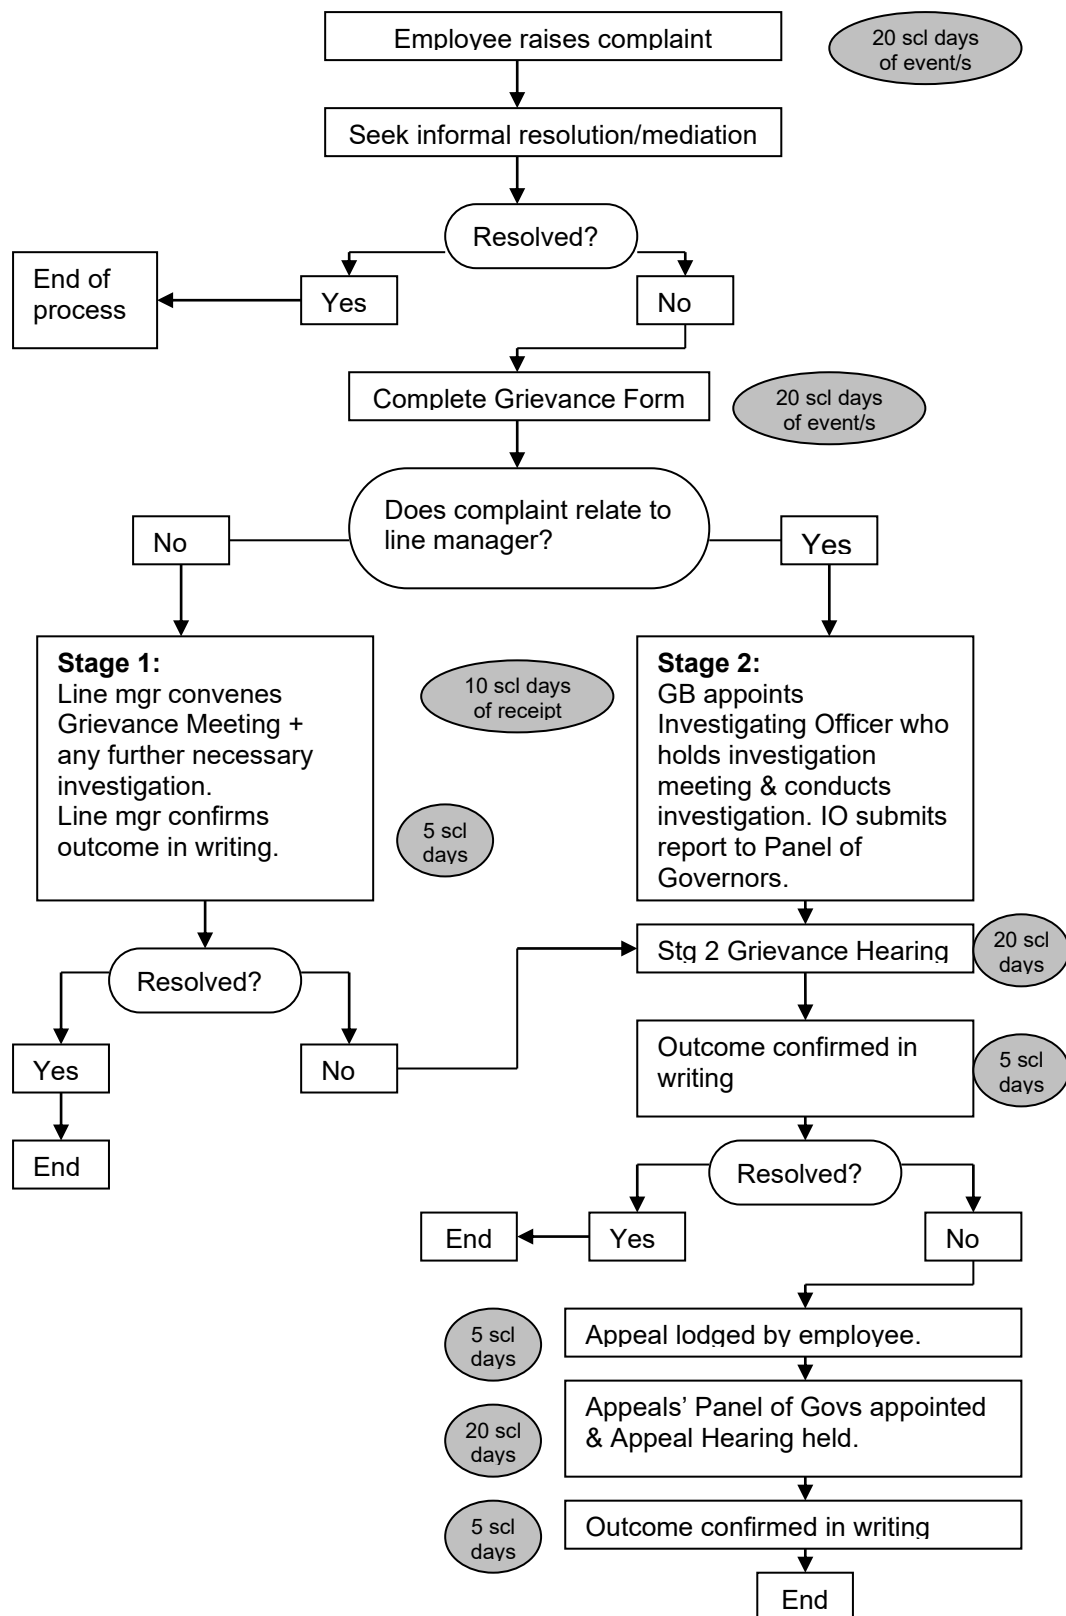 Employee raises complaint
20 scl days
of event/s
Seek informal resolution/mediation
Resolved?
End of
process
Yes
No
Complete Grievance Form
20 scl days
of event/s
Does complaint relate to
line manager?
No
Yes
Stage 1:
Line mgr convenes
Grievance Meeting +
any further necessary
investigation.
Line mgr confirms
outcome in writing.
10 scl days
of receipt
5 scl
days
Stage 2:
GB appoints
Investigating Officer who
holds investigation
meeting & conducts
investigation. IO submits
report to Panel of
Governors.
Resolved?
Stg 2 Grievance Hearing
20 scl
days
Yes
No
Outcome confirmed in
writing
5 scl
days
End
Resolved?
End
Yes
No
5 scl
days
Appeal lodged by employee.
20 scl
days
Appeals’ Panel of Govs appointed
& Appeal Hearing held.
5 scl
days
Outcome confirmed in writing
End